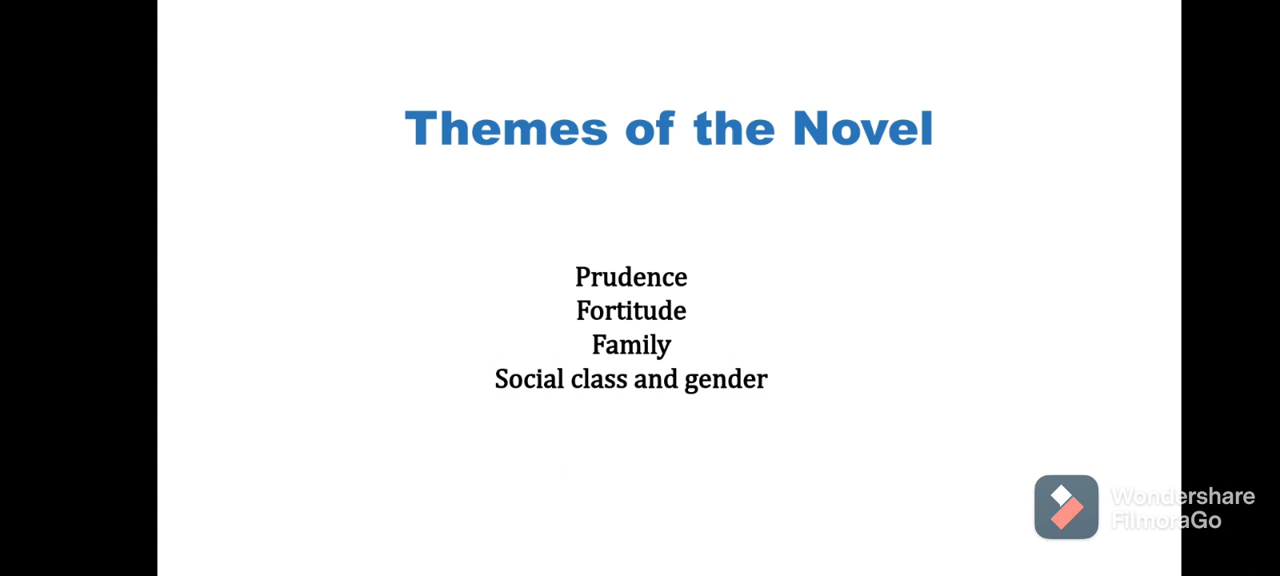 Themes of the Novel
Prudence
Fortitude
Family
Social class and gender
Wondershare
FilmoraGo